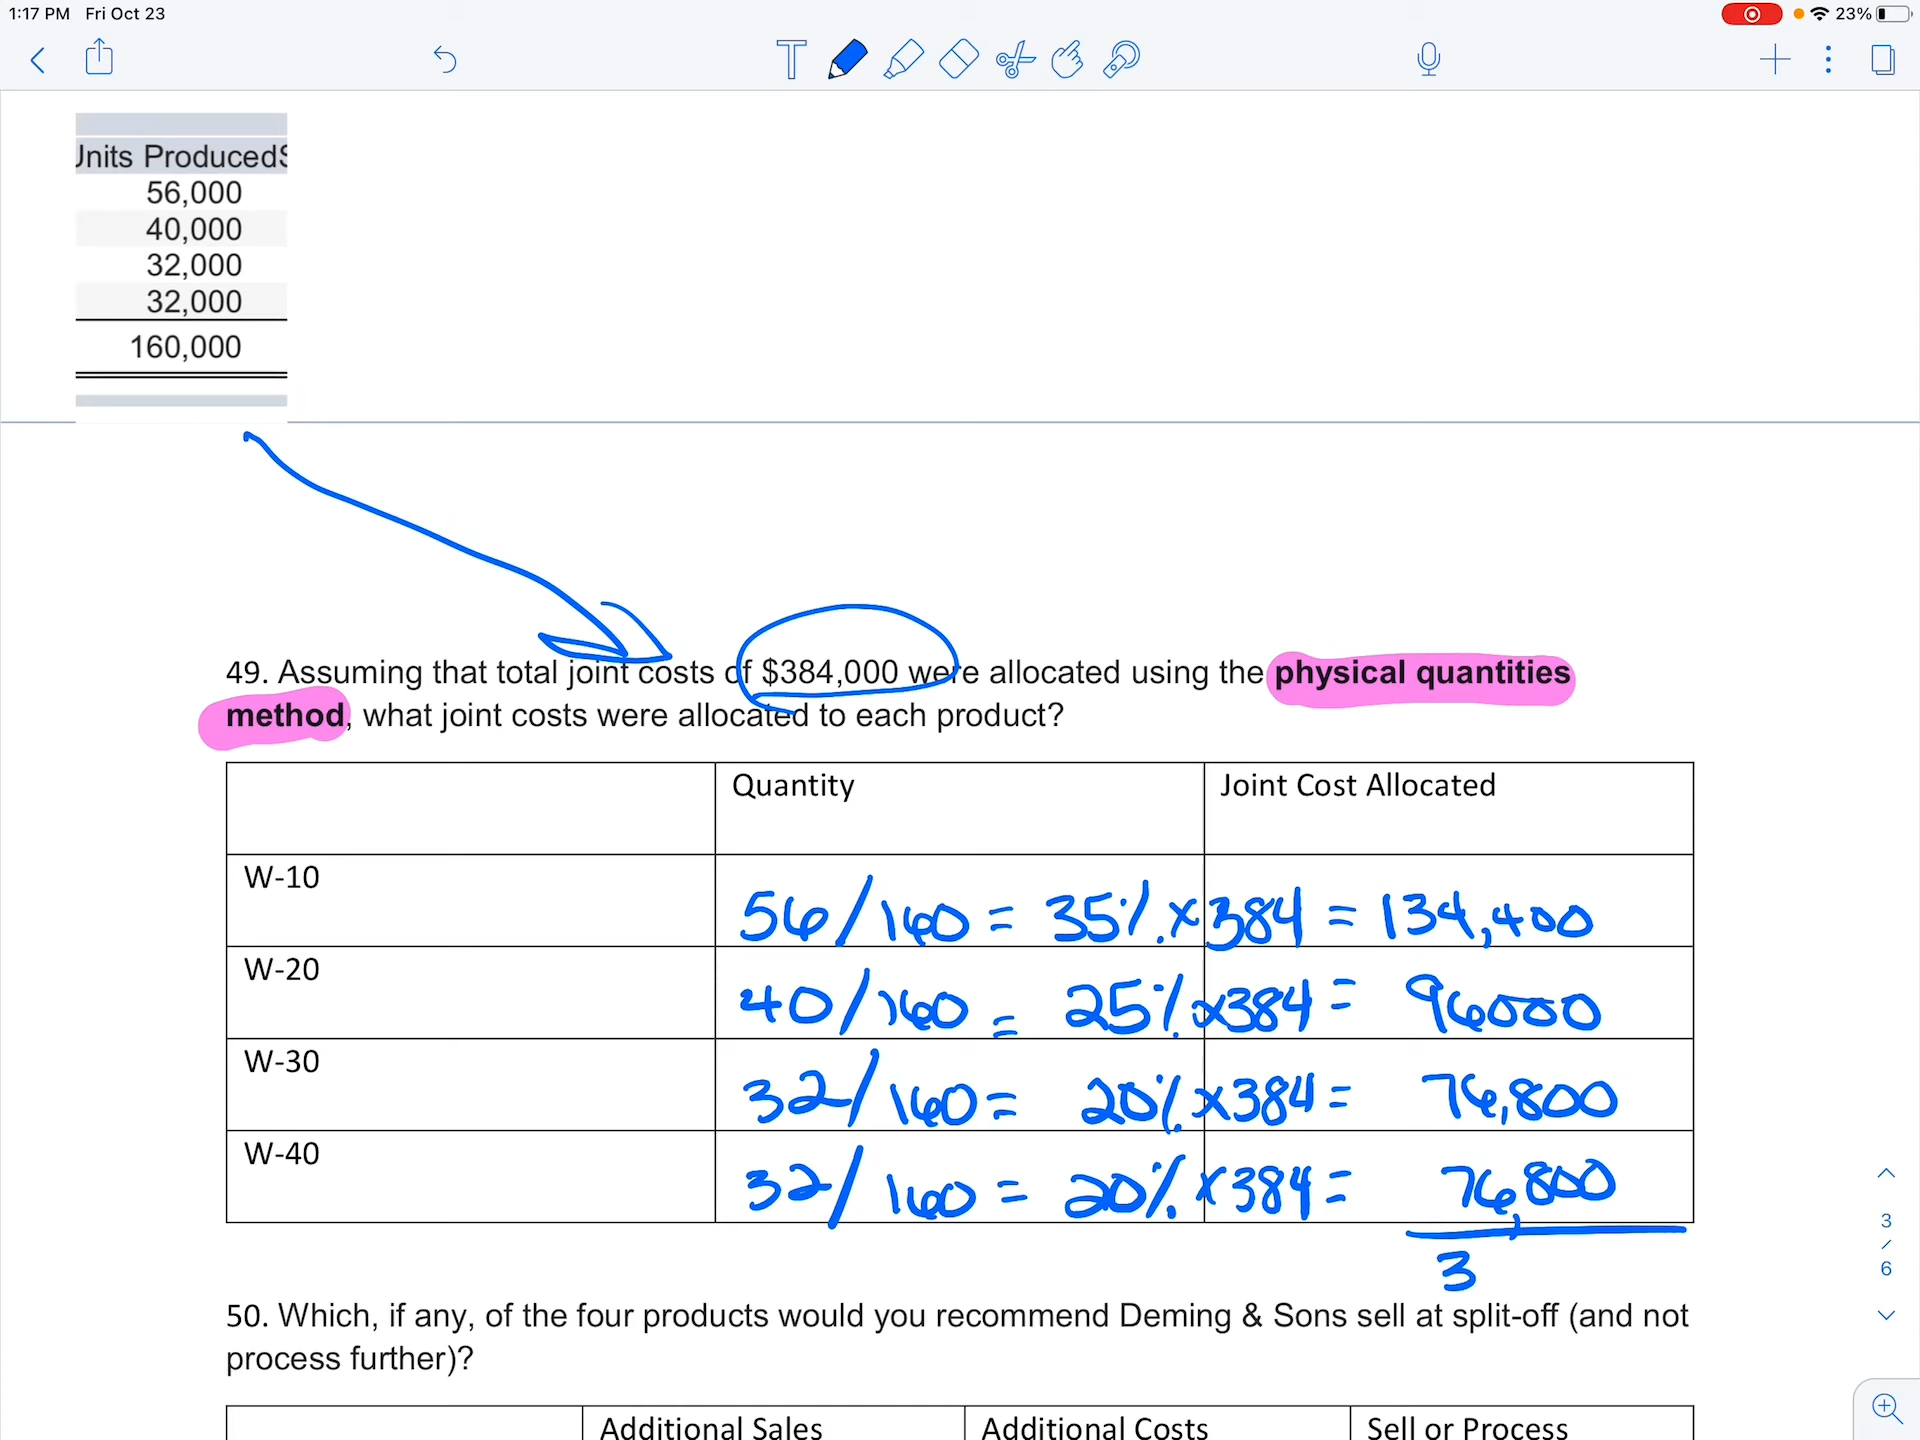 1:17 PM Fri Oct 23
23%
Units Produced
56,000
40,000
32,000
32,000
160,000
49. Assuming that total joint costs of $384,000 were allocated using the physical quantities
method, what joint costs were allocated to each product?
Quantity Joint Cost Allocated
W-10 56/160 = 35% x 384 = 134,400
W-20 40/160 = 25% x 384 = 96000
W-30 32/160 = 20% x 384 = 76,800
W-40 32/160 = 20% x 384 = 76,800
3
3
/
6
50. Which, if any, of the four products would you recommend Deming & Sons sell at split-off (and not
process further)?
Additional Sales Additional Costs Sell or Process